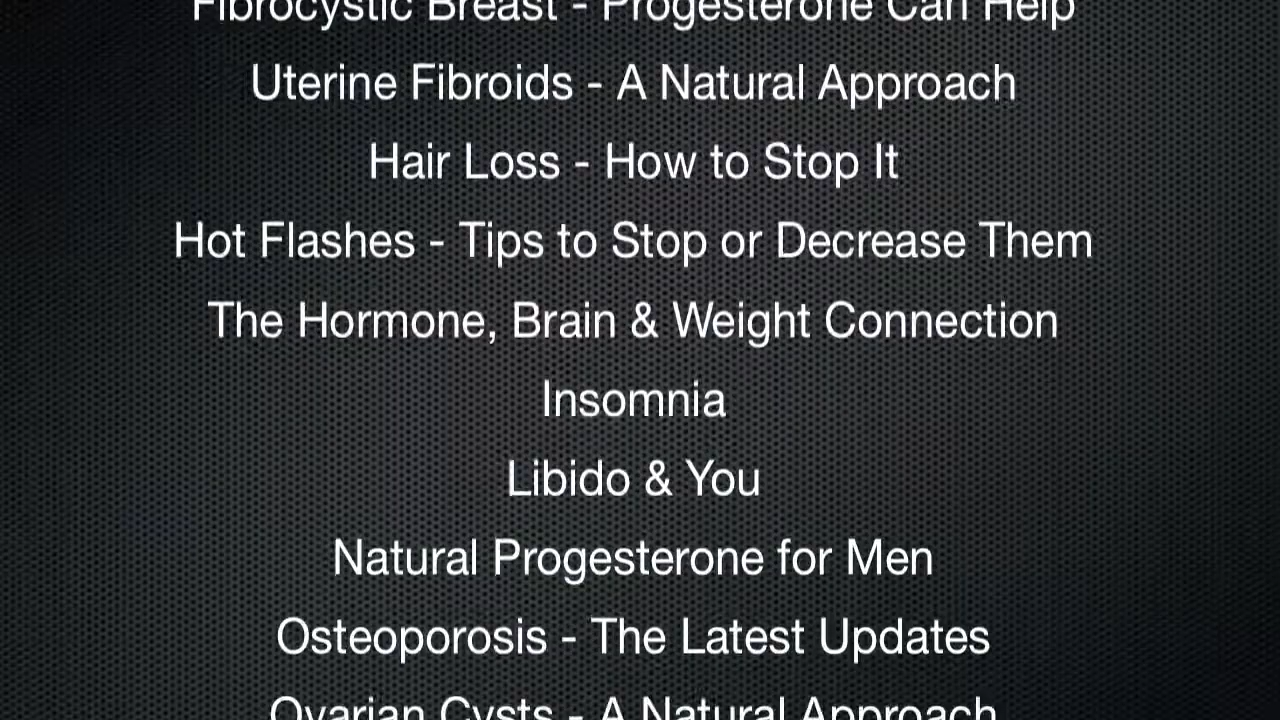 Fibrocystic Breast - Progesterone Can Help
Uterine Fibroids - A Natural Approach
Hair Loss - How to Stop It
Hot Flashes - Tips to Stop or Decrease Them
The Hormone, Brain & Weight Connection
Insomnia
Libido & You
Natural Progesterone for Men
Osteoporosis - The Latest Updates
Ovarian Cysts - A Natural Approach